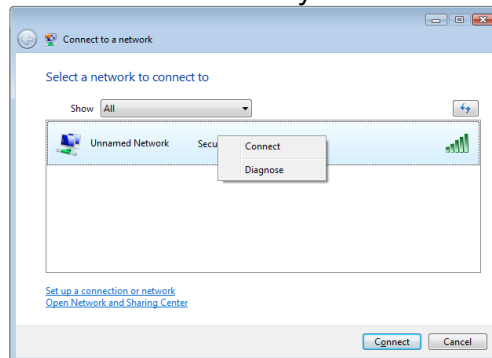 Connect to a network
Select a network to connect to
Show All
Unnamed Network Secu
Connect
Diagnose
Set up a connection or network
Open Network and Sharing Center
Connect Cancel